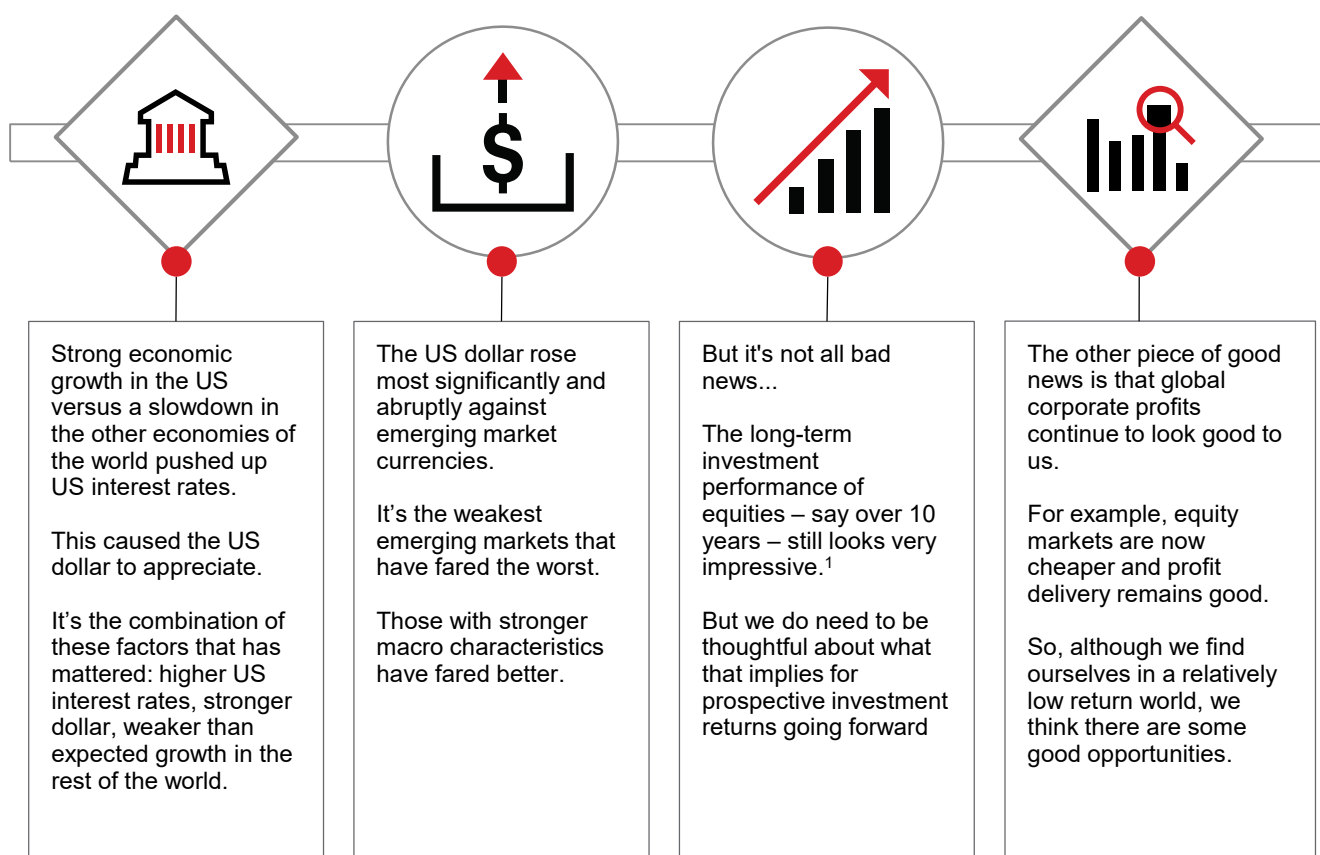 $
Strong economic
growth in the US
versus a slowdown in
the other economies of
the world pushed up
US interest rates.
This caused the US
dollar to appreciate.
It’s the combination of
these factors that has
mattered: higher US
interest rates, stronger
dollar, weaker than
expected growth in the
rest of the world.
The US dollar rose
most significantly and
abruptly against
emerging market
currencies.
It’s the weakest
emerging markets that
have fared the worst.
Those with stronger
macro characteristics
have fared better.
But it's not all bad
news...
The long-term
investment
performance of
equities – say over 10
years – still looks very
impressive.¹
But we do need to be
thoughtful about what
that implies for
prospective investment
returns going forward
The other piece of good
news is that global
corporate profits
continue to look good to
us.
For example, equity
markets are now
cheaper and profit
delivery remains good.
So, although we find
ourselves in a relatively
low return world, we
think there are some
good opportunities.